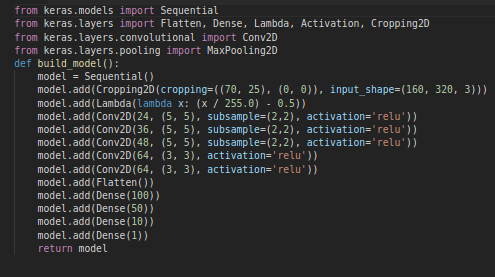 from keras.models import Sequential
from keras.layers import Flatten, Dense, Lambda, Activation, Cropping2D
from keras.layers.convolutional import Conv2D
from keras.layers.pooling import MaxPooling2D
def build_model():
    model = Sequential()
    model.add(Cropping2D(cropping=((70, 25), (0, 0)), input_shape=(160, 320, 3)))
    model.add(Lambda(lambda x: (x / 255.0) - 0.5))
    model.add(Conv2D(24, (5, 5), subsample=(2,2), activation='relu'))
    model.add(Conv2D(36, (5, 5), subsample=(2,2), activation='relu'))
    model.add(Conv2D(48, (5, 5), subsample=(2,2), activation='relu'))
    model.add(Conv2D(64, (3, 3), activation='relu'))
    model.add(Conv2D(64, (3, 3), activation='relu'))
    model.add(Flatten())
    model.add(Dense(100))
    model.add(Dense(50))
    model.add(Dense(10))
    model.add(Dense(1))
    return model